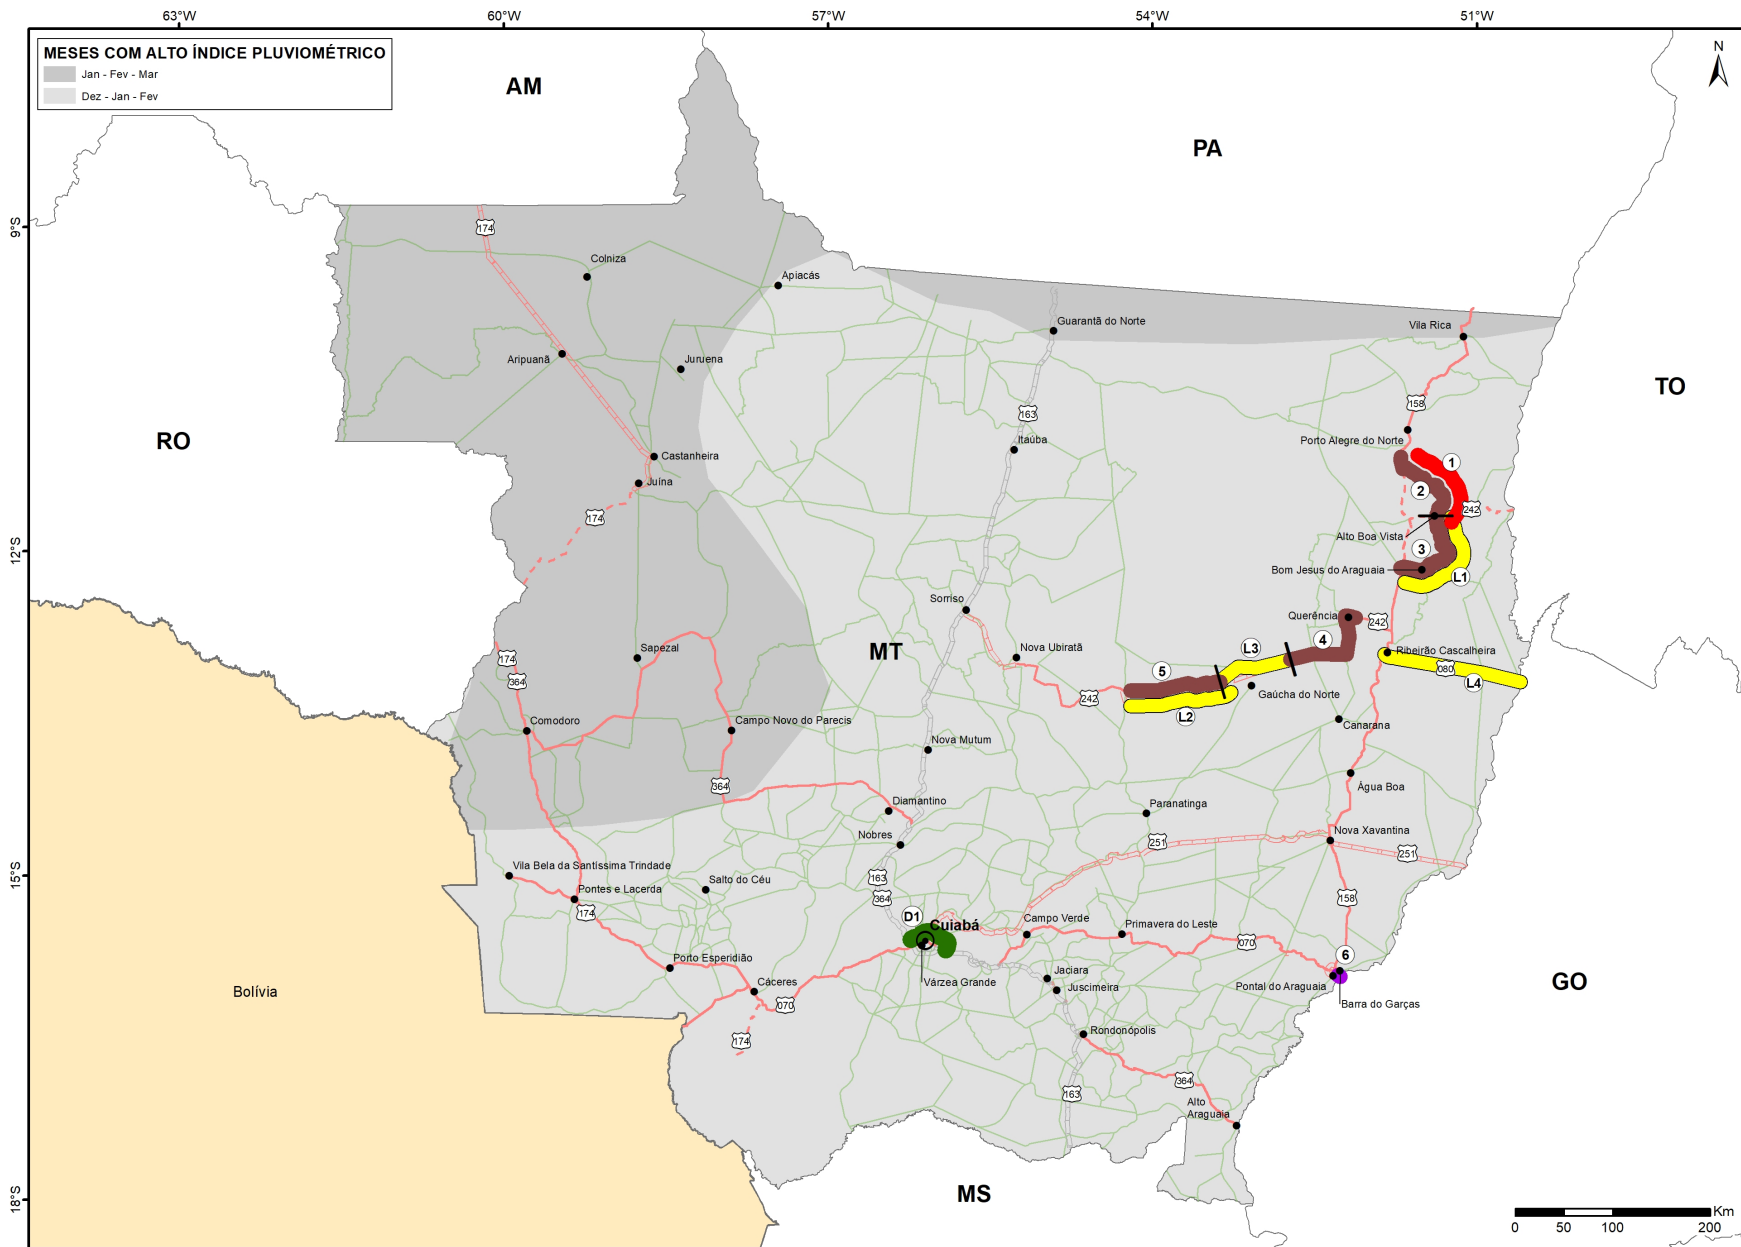 63°W
60°W
57°W
54°W
51°W
MESES COM ALTO ÍNDICE PLUVIOMÉTRICO
Jan - Fev - Mar
Dez - Jan - Fev
N
AM
PA
9°S
174
Colniza
Apiacás
Guarantã do Norte
Vila Rica
Aripuanã
Juruena
TO
158
163
RO
Itaúba
Porto Alegre do Norte
Castanheira
1
Juína
2
174
242
Alto Boa Vista
12°S
3
Bom Jesus do Araguaia
L1
Sorriso
Querência
242
4
174
Sapezal
MT
Nova Ubiratã
L3
Ribeirão Cascalheira
080
5
364
L4
242
Gaúcha do Norte
L2
Comodoro
Campo Novo do Parecis
Canarana
Nova Mutum
364
Água Boa
Diamantino
Paranatinga
Nobres
Nova Xavantina
251
251
Vila Bela da Santíssima Trindade
15°S
163
Salto do Céu
Pontes e Lacerda
364
158
174
D1
Cuiabá
Campo Verde
Primavera do Leste
070
6
Porto Esperidião
Jaciara
Cáceres
Várzea Grande
Juscimeira
Pontal do Araguaia
GO
Bolívia
070
Barra do Garças
Rondonópolis
174
364
163
Alto
Araguaia
MS
18°S
Km
0
50
100
200